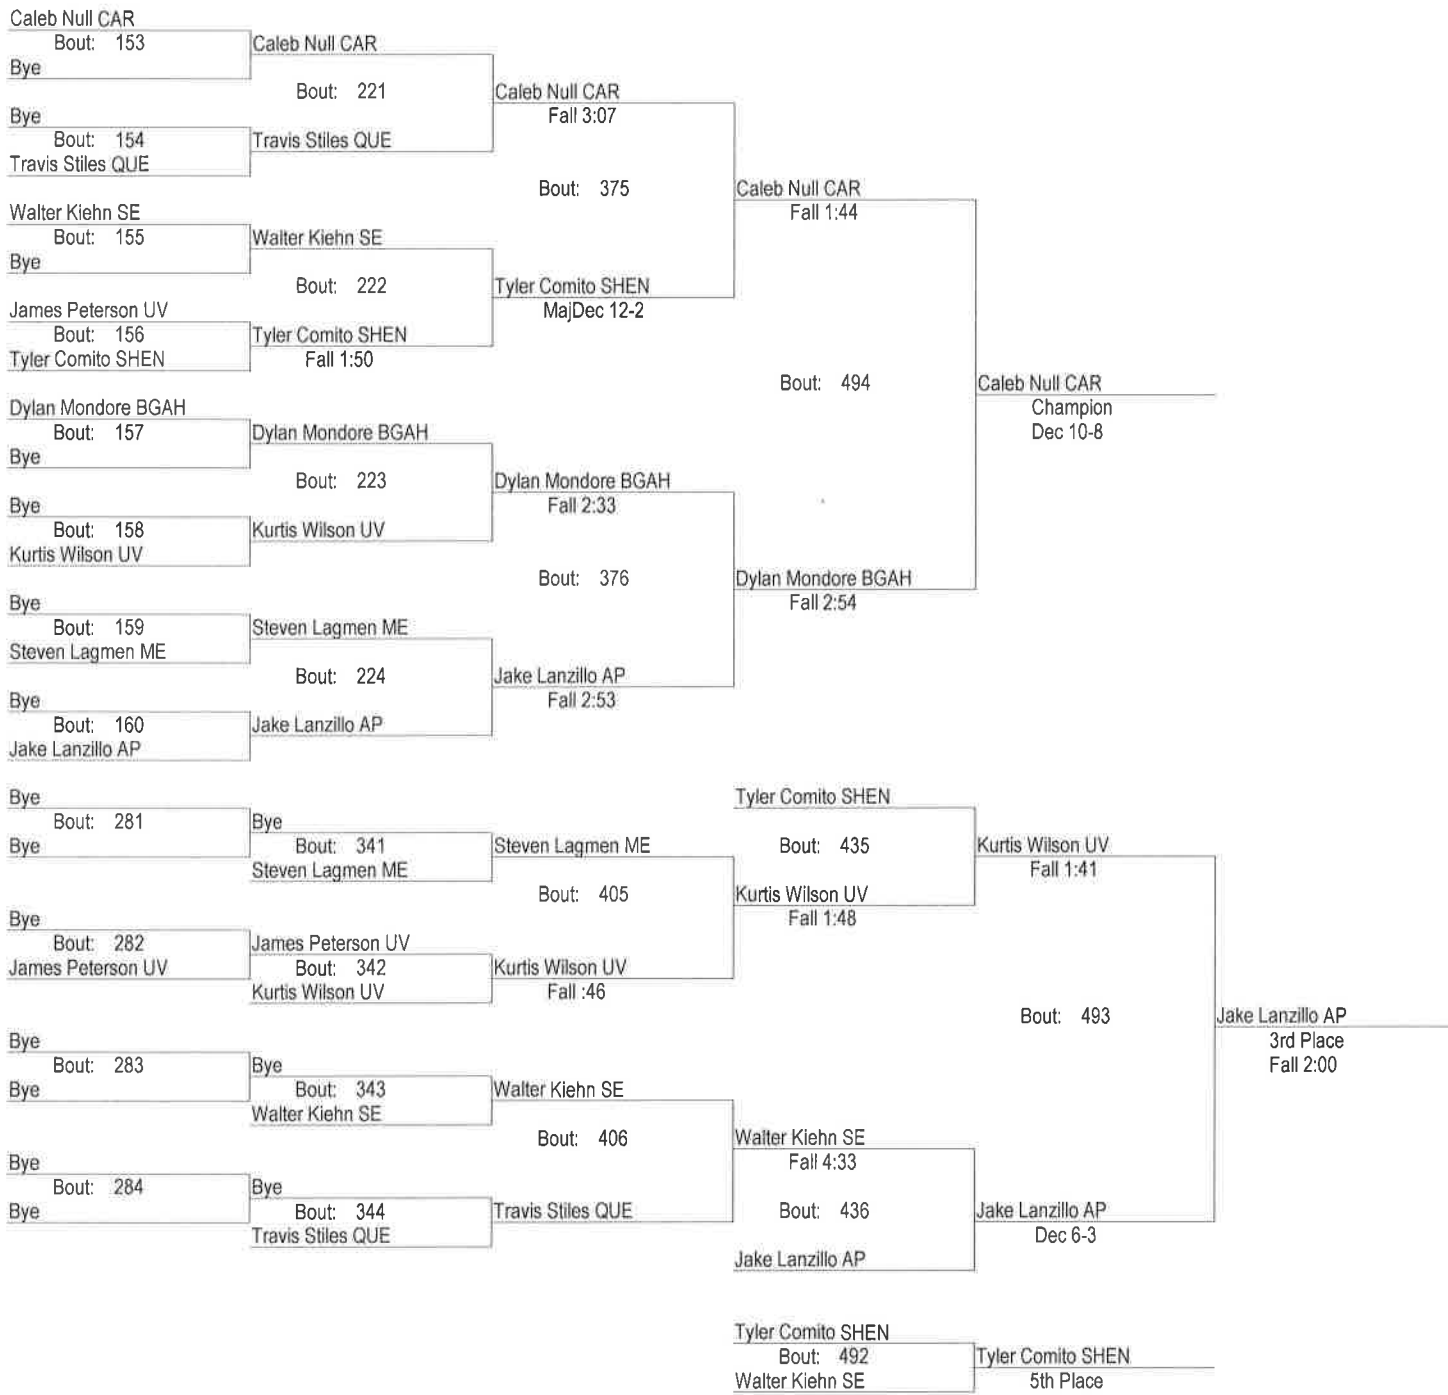 Caleb Null CAR
Bout: 153
Bye
Caleb Null CAR
Bout: 221
Bye
Bout: 154
Travis Stiles QUE
Travis Stiles QUE
Caleb Null CAR
Fall 3:07
Bout: 375
Walter Kiehn SE
Bout: 155
Bye
Walter Kiehn SE
Bout: 222
James Peterson UV
Bout: 156
Tyler Comito SHEN
Tyler Comito SHEN
Fall 1:50
Tyler Comito SHEN
MajDec 12-2
Caleb Null CAR
Fall 1:44
Bout: 494
Caleb Null CAR
Champion
Dec 10-8
Dylan Mondore BGAH
Bout: 157
Bye
Dylan Mondore BGAH
Bout: 223
Bye
Bout: 158
Kurtis Wilson UV
Kurtis Wilson UV
Dylan Mondore BGAH
Fall 2:33
Bout: 376
Dylan Mondore BGAH
Fall 2:54
Bye
Bout: 159
Steven Lagmen ME
Steven Lagmen ME
Bout: 224
Bye
Bout: 160
Jake Lanzillo AP
Jake Lanzillo AP
Jake Lanzillo AP
Fall 2:53
Bye
Bout: 281
Bye
Bye
Bout: 341
Steven Lagmen ME
Steven Lagmen ME
Bout: 405
Bye
Bout: 282
James Peterson UV
James Peterson UV
Bout: 342
Kurtis Wilson UV
Kurtis Wilson UV
Fall :46
Tyler Comito SHEN
Bout: 435
Kurtis Wilson UV
Fall 1:48
Kurtis Wilson UV
Fall 1:41
Bout: 493
Jake Lanzillo AP
3rd Place
Fall 2:00
Bye
Bout: 283
Bye
Bye
Bout: 343
Walter Kiehn SE
Walter Kiehn SE
Bout: 406
Bye
Bout: 284
Bye
Bye
Bout: 344
Travis Stiles QUE
Travis Stiles QUE
Walter Kiehn SE
Fall 4:33
Bout: 436
Jake Lanzillo AP
Jake Lanzillo AP
Dec 6-3
Tyler Comito SHEN
Bout: 492
Walter Kiehn SE
Tyler Comito SHEN
5th Place